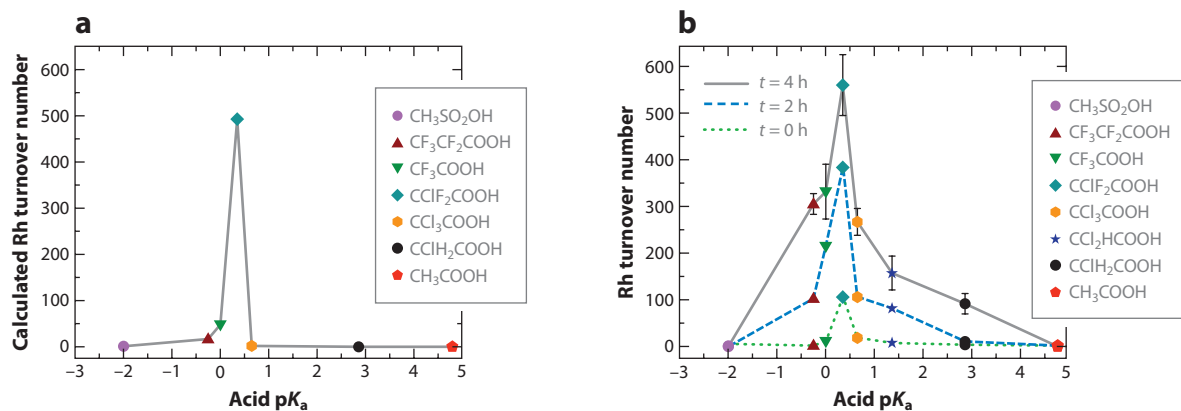 a
Calculated Rh turnover number
600
500
400
300
200
100
0
–3
–2
–1
0
1
2
3
4
5
Acid pKa
CH3SO2OH
CF3CF2COOH
CF3COOH
CClF2COOH
CCl3COOH
CClH2COOH
CH3COOH
b
Rh turnover number
600
500
400
300
200
100
0
–3
–2
–1
0
1
2
3
4
5
Acid pKa
t = 4 h
t = 2 h
t = 0 h
CH3SO2OH
CF3CF2COOH
CF3COOH
CClF2COOH
CCl3COOH
CCl2HCOOH
CClH2COOH
CH3COOH